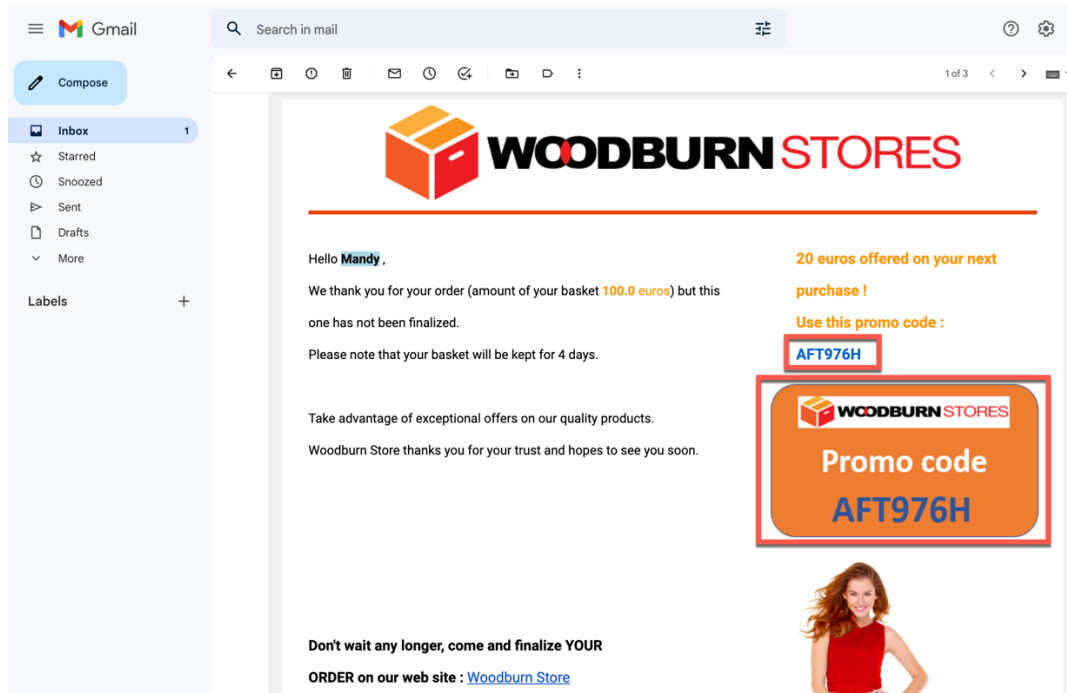 Gmail
Search in mail
Compose
1 of 3
Inbox 1
Starred
Snoozed
Sent
Drafts
More
Labels
WOODBURN STORES
Hello Mandy ,
We thank you for your order (amount of your basket 100.0 euros) but this
one has not been finalized.
Please note that your basket will be kept for 4 days.
Take advantage of exceptional offers on our quality products.
Woodburn Store thanks you for your trust and hopes to see you soon.
Don't wait any longer, come and finalize YOUR
ORDER on our web site : Woodburn Store
20 euros offered on your next
purchase !
Use this promo code :
AFT976H
WOODBURN STORES
Promo code
AFT976H